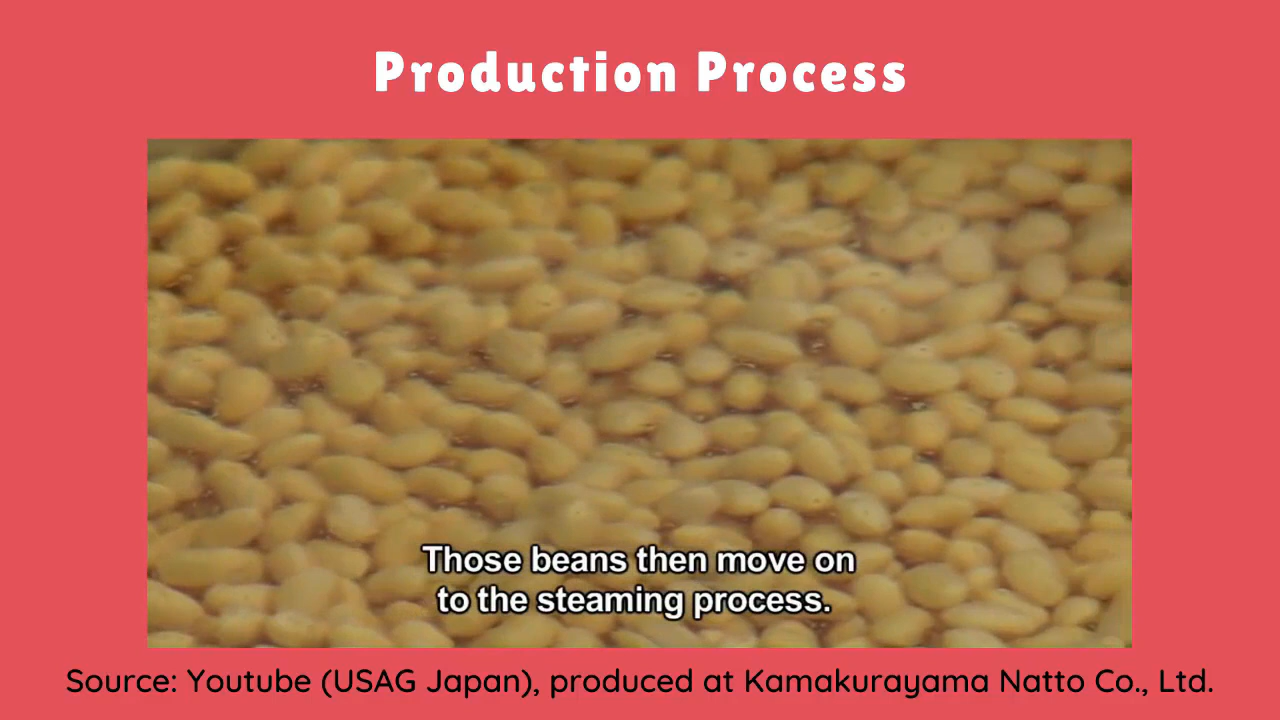 Production Process
Those beans then move on
to the steaming process.
Source: Youtube (USAG Japan), produced at Kamakurayama Natto Co., Ltd.